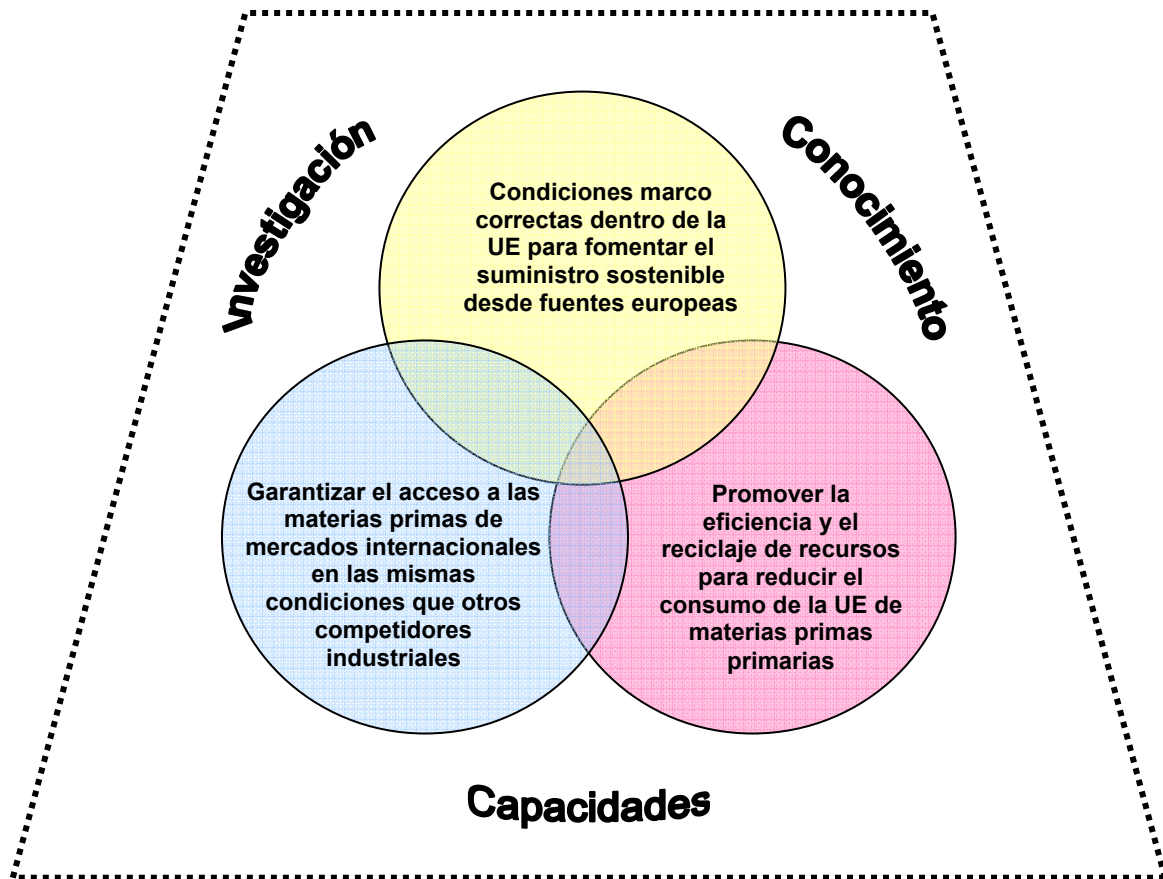 Investigación
Conocimiento
Condiciones marco
correctas dentro de la
UE para fomentar el
suministro sostenible
desde fuentes europeas
Garantizar el acceso a las
materias primas de
mercados internacionales
en las mismas
condiciones que otros
competidores
industriales
Promover la
eficiencia y el
reciclaje de recursos
para reducir el
consumo de la UE de
materias primas
primarias
Capacidades